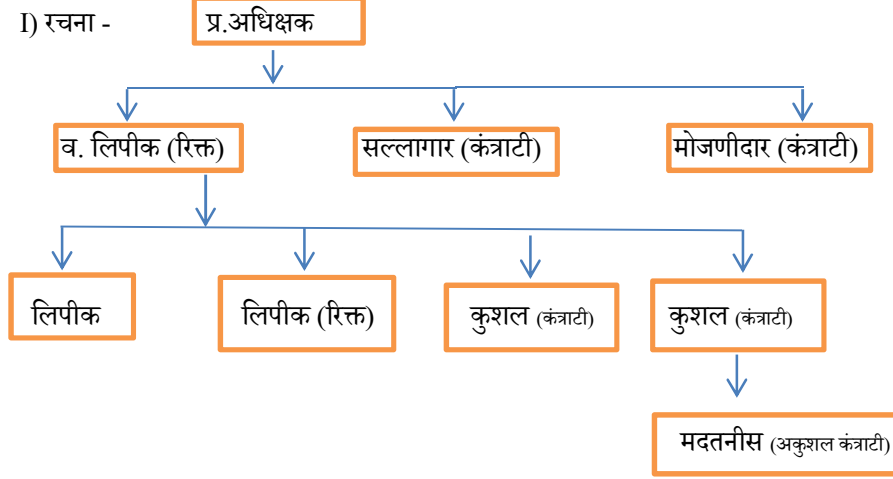 I) रचना -
प्र.अधिक्षक
व. लिपीक (रिक्त)
सल्लागार (कंत्राटी)
मोजणीदार (कंत्राटी)
लिपीक
लिपीक (रिक्त)
कुशल (कंत्राटी)
कुशल (कंत्राटी)
मदतनीस (अकुशल कंत्राटी)